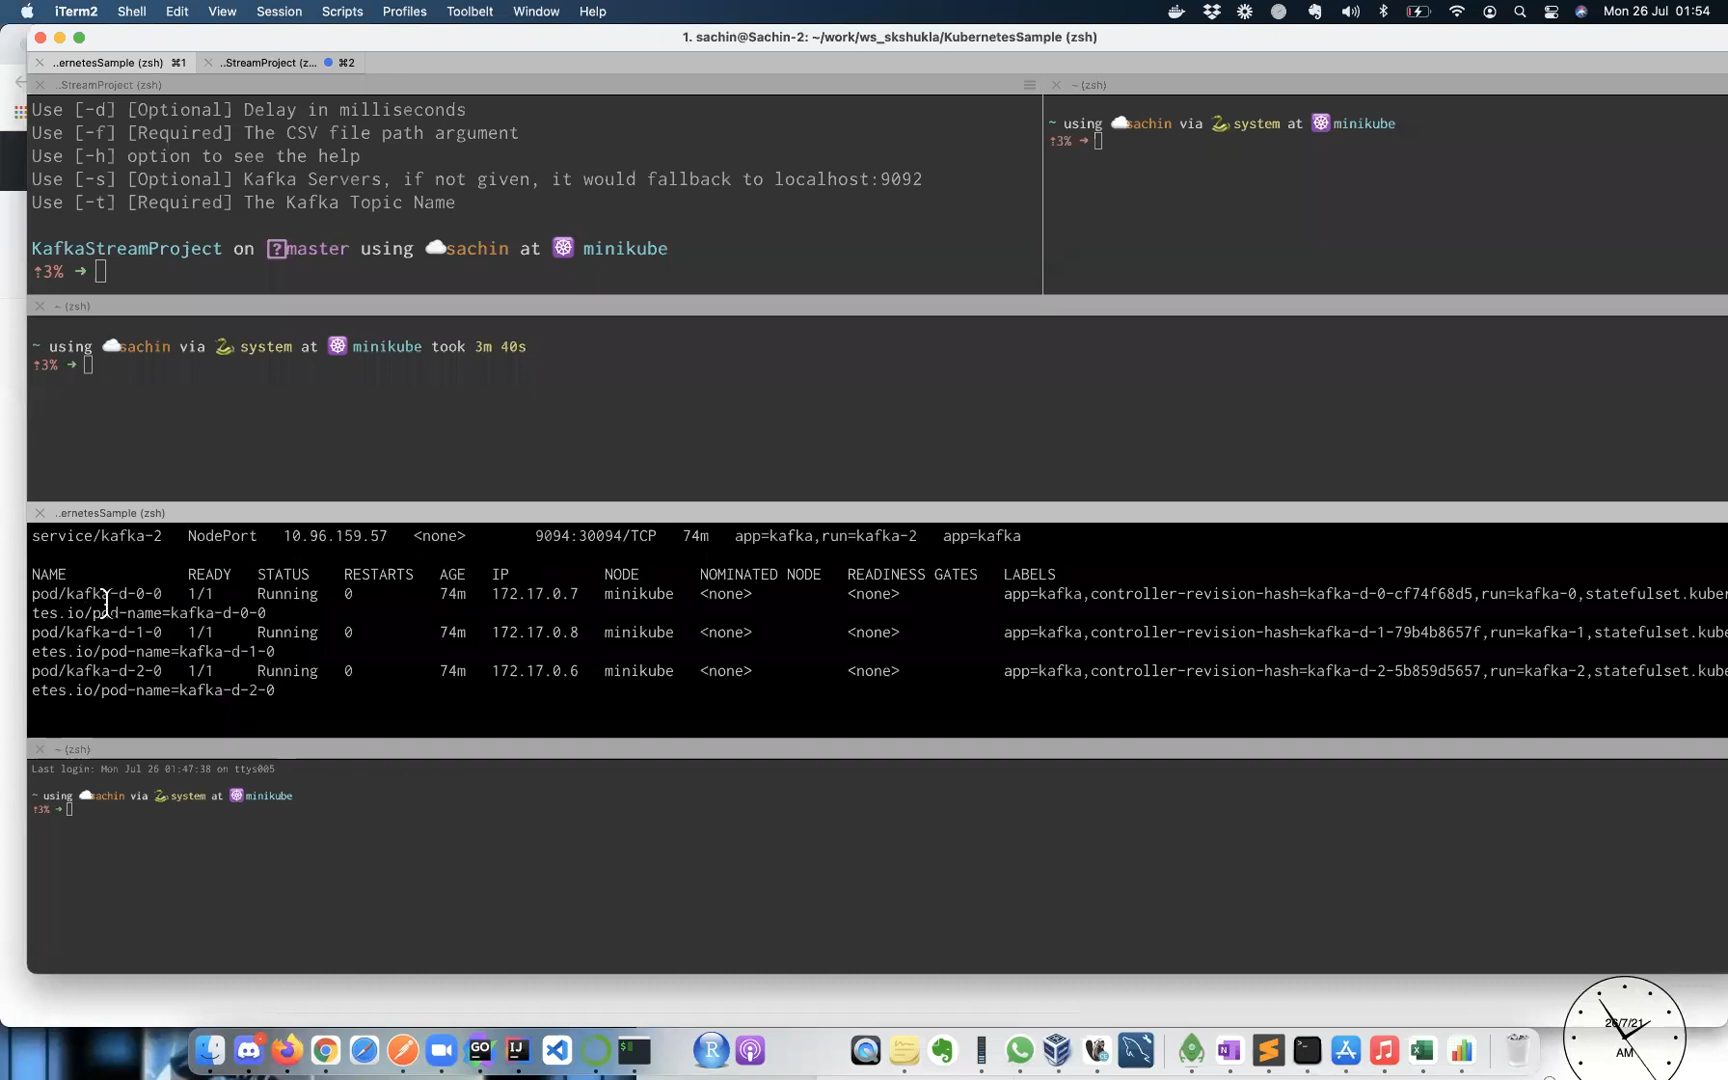 iTerm2 Shell Edit View Session Scripts Profiles Toolbelt Window Help Mon 26 Jul 01:54
1. sachin@Sachin-2: ~/work/ws_skshukla/KubernetesSample (zsh)
..ernetesSample (zsh) ⌘1 ..StreamProject (z... ⌘2
..StreamProject (zsh)
Use [-d] [Optional] Delay in milliseconds
Use [-f] [Required] The CSV file path argument
Use [-h] option to see the help
Use [-s] [Optional] Kafka Servers, if not given, it would fallback to localhost:9092
Use [-t] [Required] The Kafka Topic Name
KafkaStreamProject on ?master using sachin at minikube
⇡3% ➜
~ (zsh)
~ using sachin via system at minikube
⇡3% ➜
~ (zsh)
~ using sachin via system at minikube took 3m 40s
⇡3% ➜
..ernetesSample (zsh)
service/kafka-2 NodePort 10.96.159.57 <none> 9094:30094/TCP 74m app=kafka,run=kafka-2 app=kafka
NAME READY STATUS RESTARTS AGE IP NODE NOMINATED NODE READINESS GATES LABELS
pod/kafka-d-0-0 1/1 Running 0 74m 172.17.0.7 minikube <none> <none> app=kafka,controller-revision-hash=kafka-d-0-cf74f68d5,run=kafka-0,statefulset.kuber
tes.io/pod-name=kafka-d-0-0
pod/kafka-d-1-0 1/1 Running 0 74m 172.17.0.8 minikube <none> <none> app=kafka,controller-revision-hash=kafka-d-1-79b4b8657f,run=kafka-1,statefulset.kube
etes.io/pod-name=kafka-d-1-0
pod/kafka-d-2-0 1/1 Running 0 74m 172.17.0.6 minikube <none> <none> app=kafka,controller-revision-hash=kafka-d-2-5b859d5657,run=kafka-2,statefulset.kube
etes.io/pod-name=kafka-d-2-0
~ (zsh)
Last login: Mon Jul 26 01:47:38 on ttys005
~ using sachin via system at minikube
⇡3% ➜
26/7/21
AM
GO
IJ
$
R
N
S